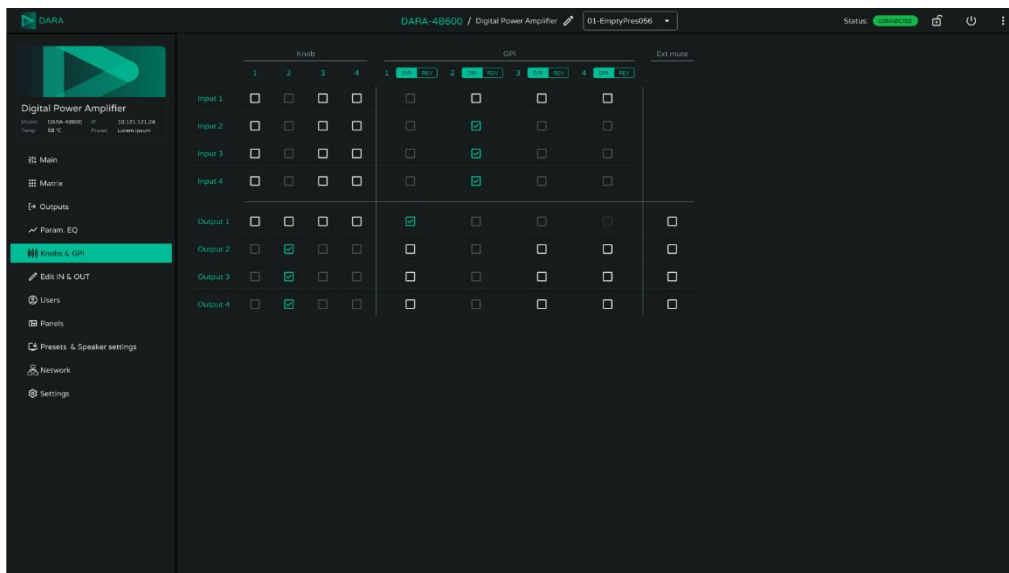 DARA
DARA-48600 / Digital Power Amplifier
01-EmptyPres056
Status: CONNECTED
Digital Power Amplifier
Model DARA-48600 IP 10.121.121.24
Temp 58 °C Preset Lorem ipsum
Main
Matrix
Outputs
Param. EQ
Knobs & GPI
Edit IN & OUT
Users
Panels
Presets & Speaker settings
Network
Settings
Knob GPI Ext mute
1 2 3 4 1 DIR REV 2 DIR REV 3 DIR REV 4 DIR REV
Input 1
Input 2
Input 3
Input 4
Output 1
Output 2
Output 3
Output 4